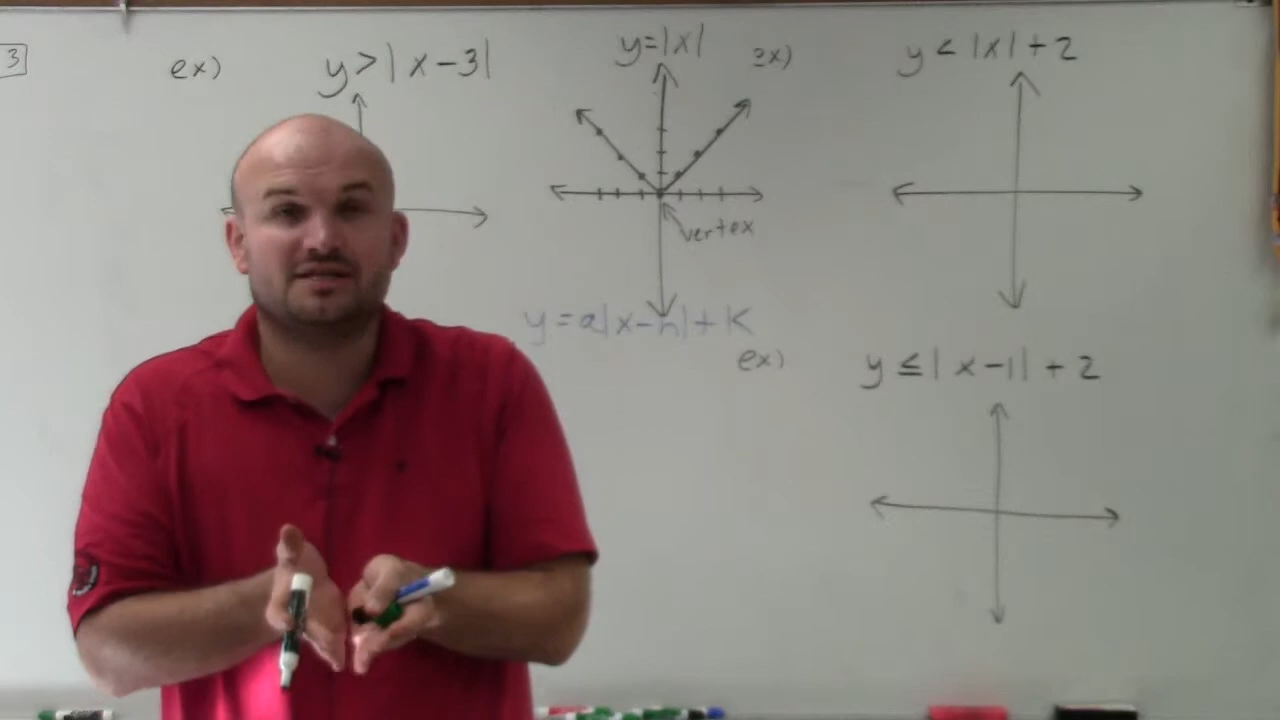 3
ex) y > | x - 3 |
y = |x|
ex) y < |x| + 2
vertex
y = a|x-h| + k
ex) y ≤ | x - 1 | + 2